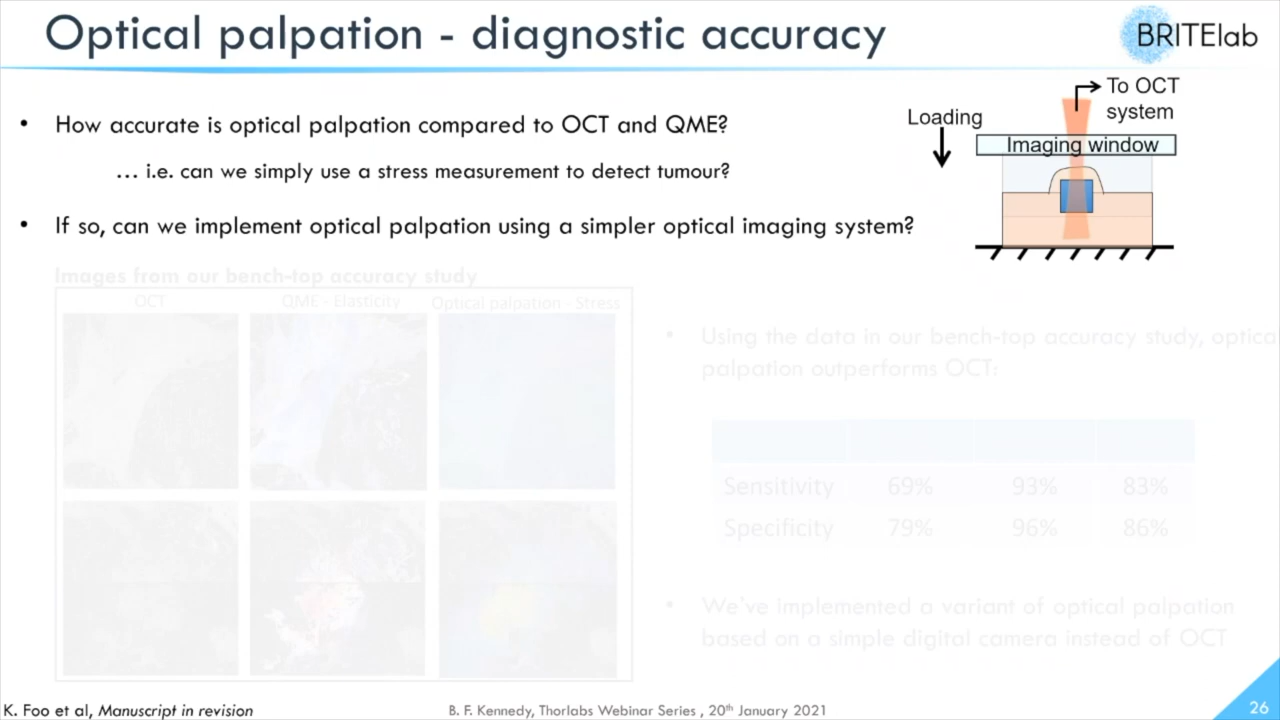 Optical palpation - diagnostic accuracy
BRITElab
• How accurate is optical palpation compared to OCT and QME?
... i.e. can we simply use a stress measurement to detect tumour?
• If so, can we implement optical palpation using a simpler optical imaging system?
To OCT
system
Loading
Imaging window
Images from our bench-top accuracy study
OCT QME - Elasticity Optical palpation - Stress
• Using the data in our bench-top accuracy study, optica
palpation outperforms OCT:
Sensitivity 69% 93% 83%
Specificity 79% 96% 86%
• We've implemented a variant of optical palpation
based on a simple digital camera instead of OCT
K. Foo et al, Manuscript in revision
B. F. Kennedy, Thorlabs Webinar Series , 20th January 2021
26